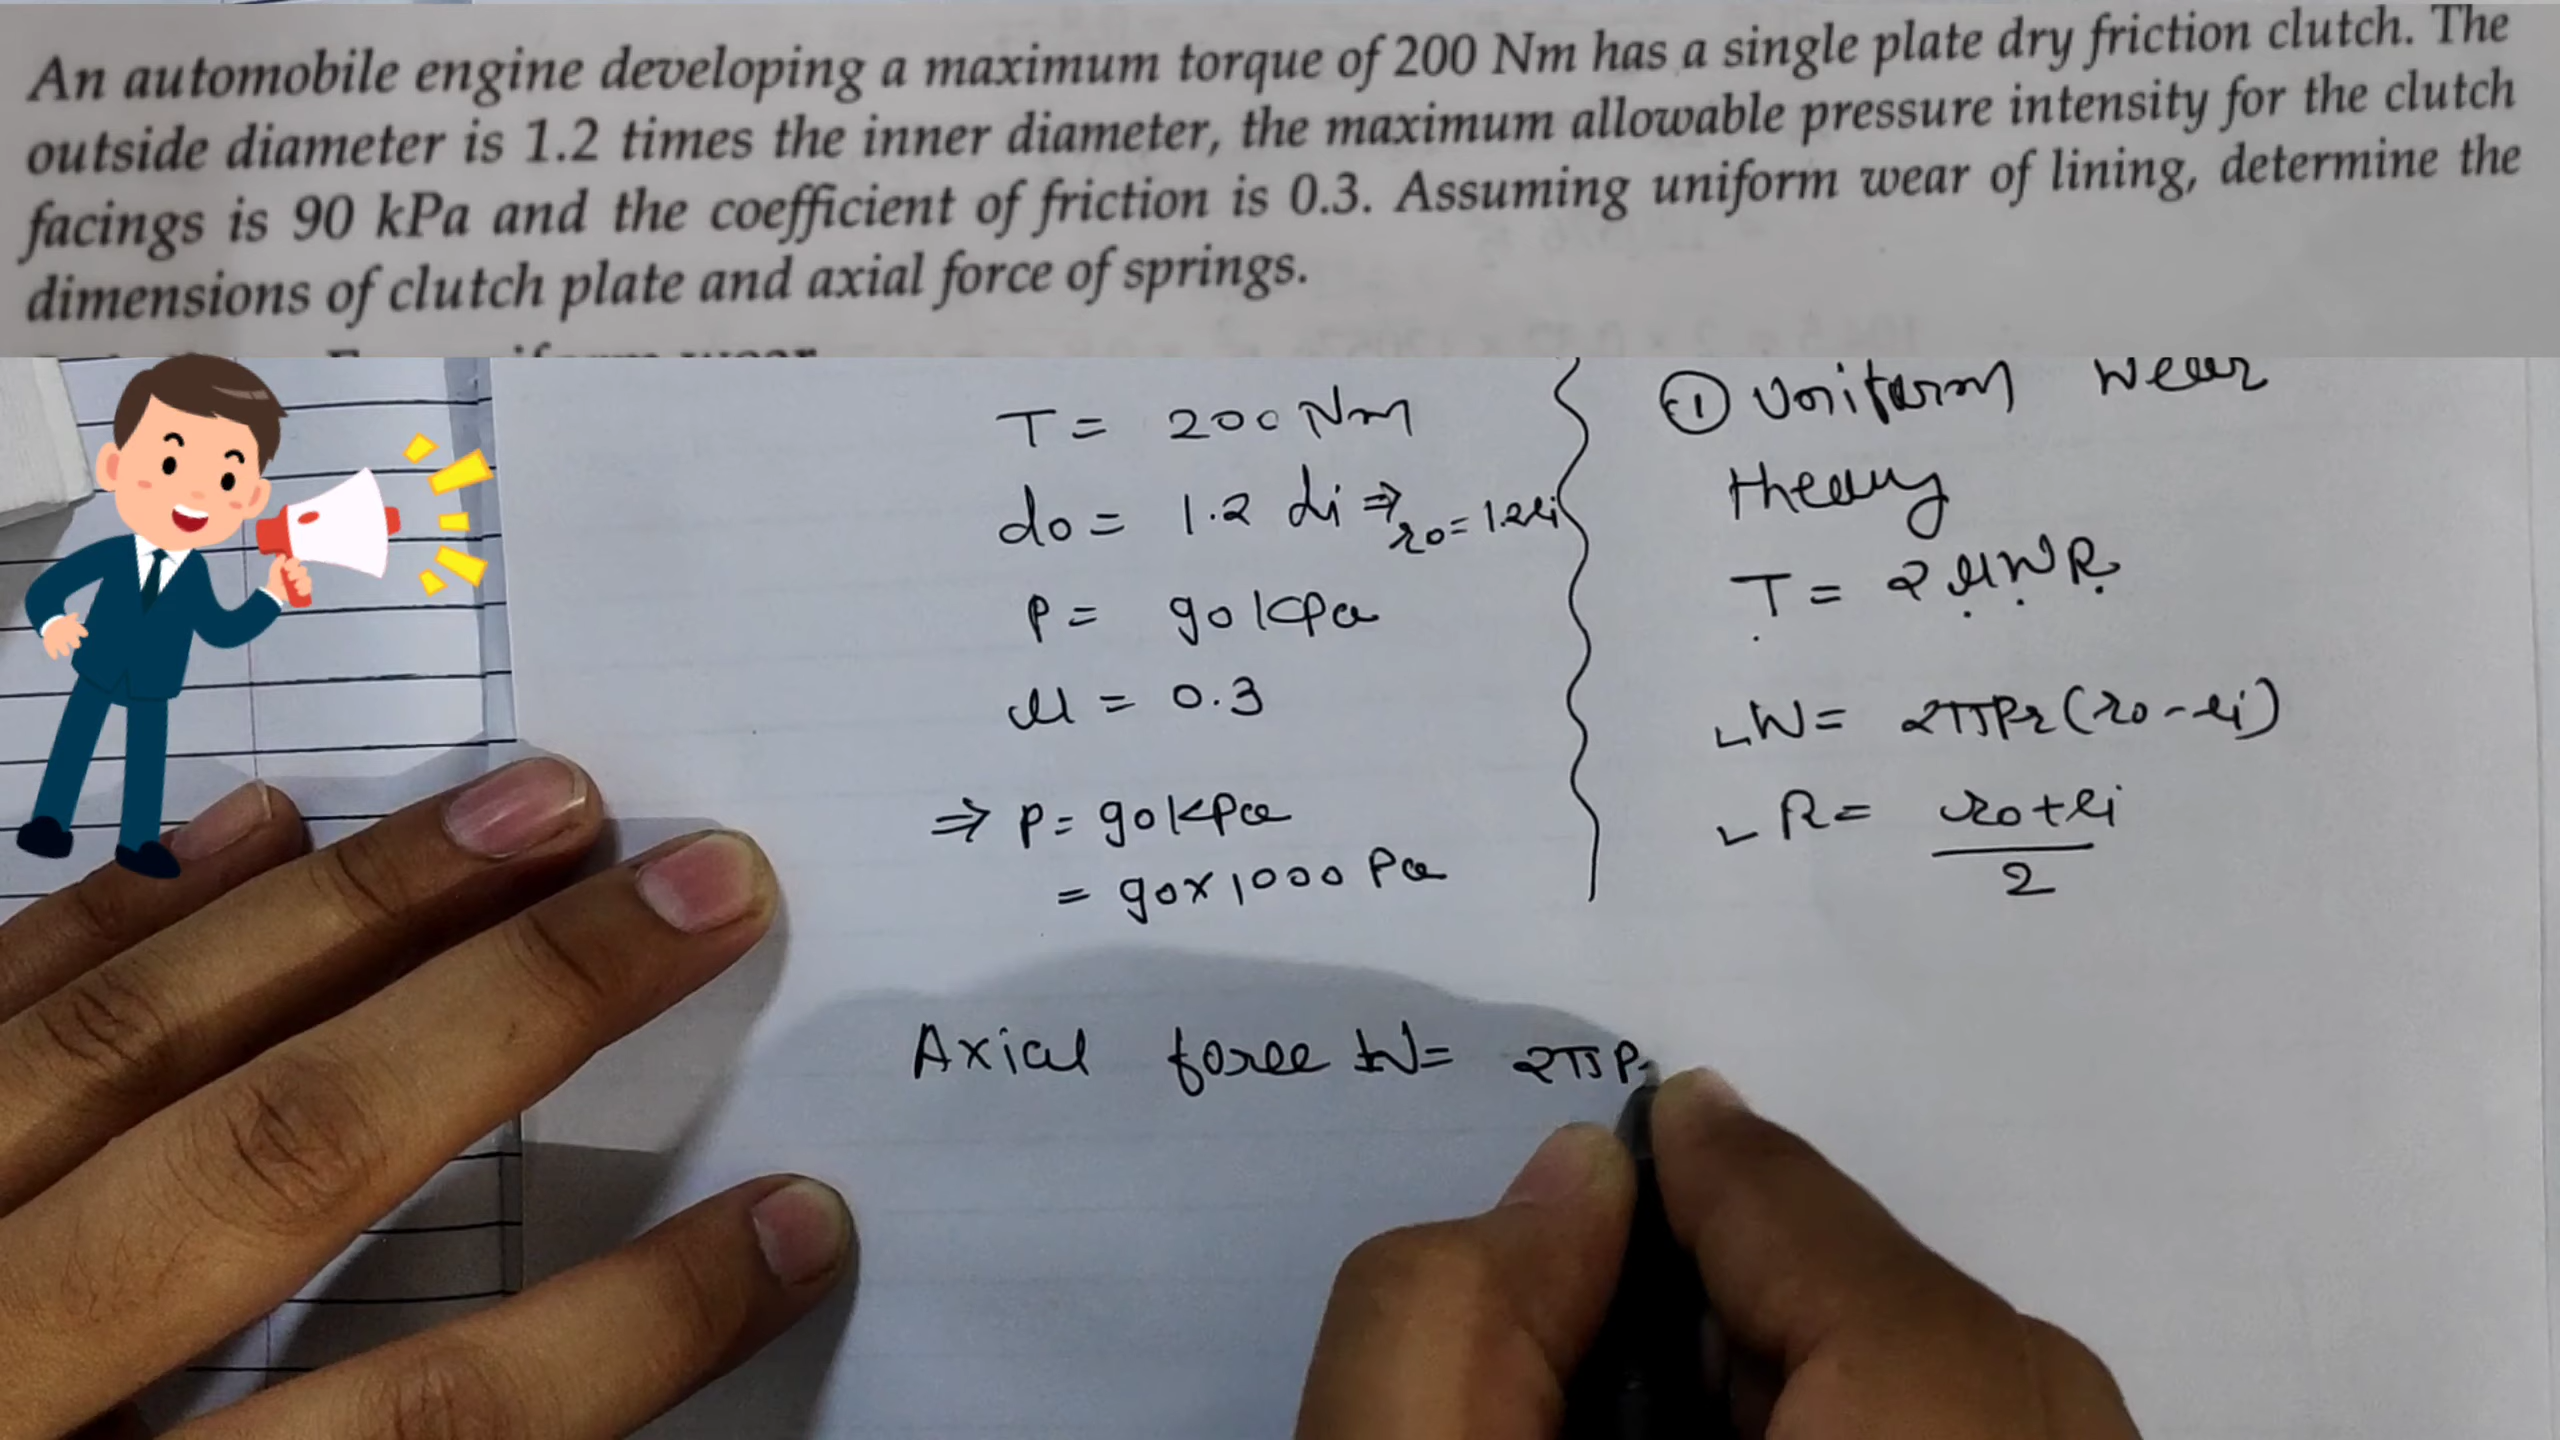 An automobile engine developing a maximum torque of 200 Nm has a single plate dry friction clutch. The
outside diameter is 1.2 times the inner diameter, the maximum allowable pressure intensity for the clutch
facings is 90 kPa and the coefficient of friction is 0.3. Assuming uniform wear of lining, determine the
dimensions of clutch plate and axial force of springs.
T = 200 Nm
do = 1.2 di ⇒ ro = 1.2ri
P = 90 kPa
μ = 0.3
⇒ P = 90 kPa
= 90 x 1000 Pa
① Uniform wear
theory
T = 2 μ W R
W = 2πPr (ro - ri)
R = ro + ri / 2
Axial force W = 2πP